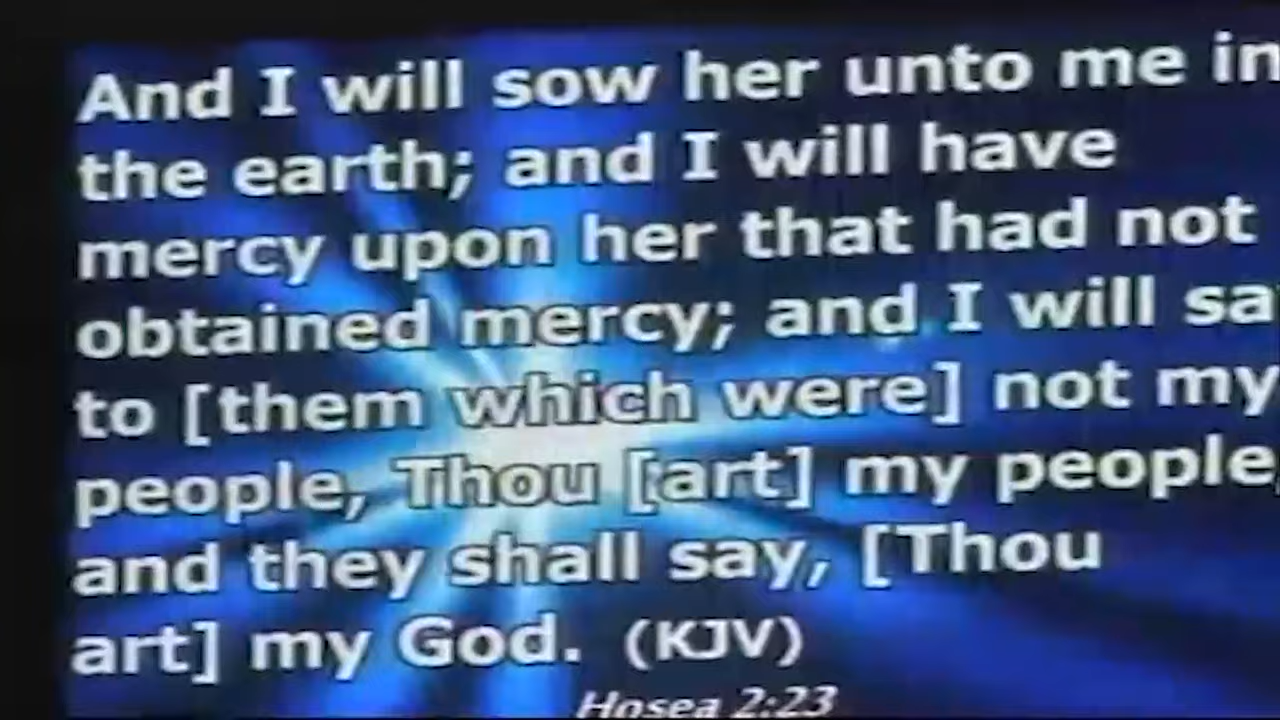 And I will sow her unto me in
the earth; and I will have
mercy upon her that had not
obtained mercy; and I will sa
to [them which were] not my
people, Thou [art] my people;
and they shall say, [Thou
art] my God. (KJV)
Hosea 2:23